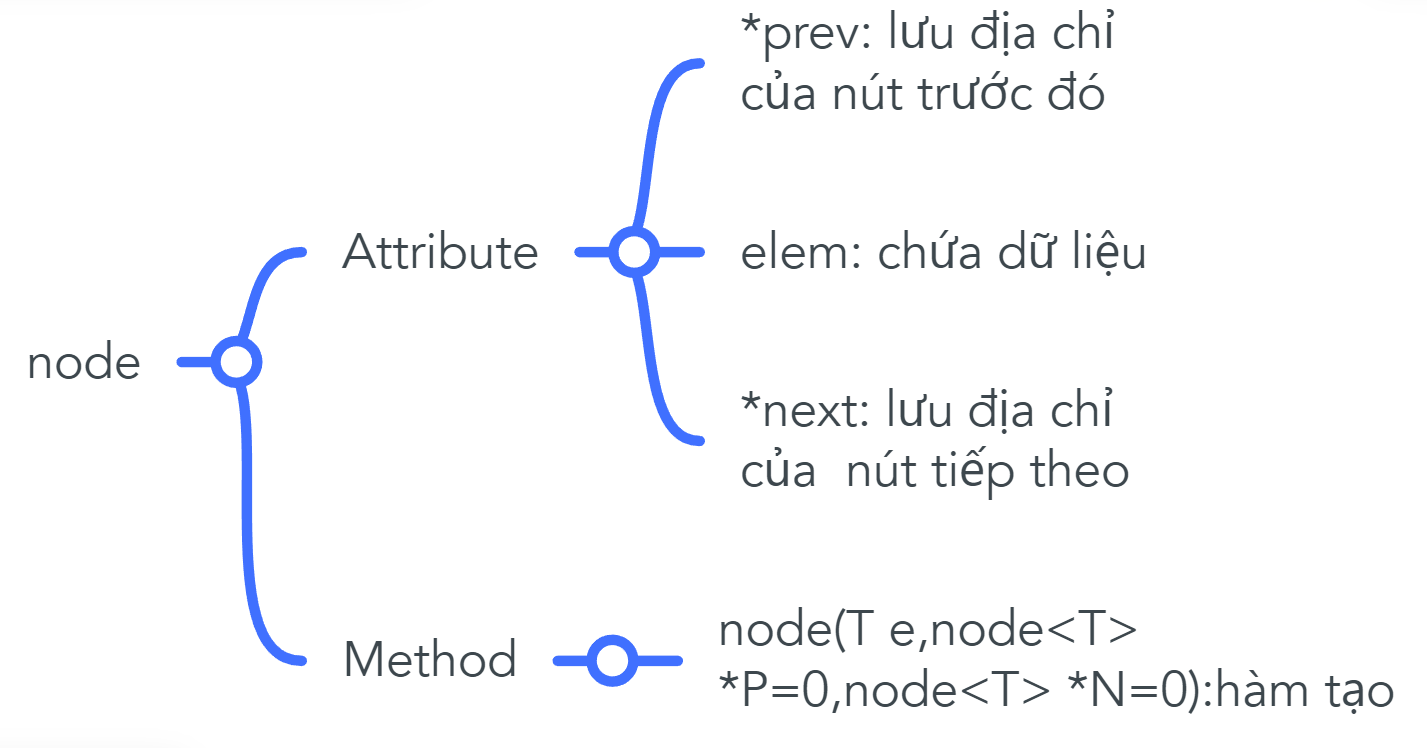 *prev: lưu địa chỉ
của nút trước đó
Attribute
elem: chứa dữ liệu
node
*next: lưu địa chỉ
của  nút tiếp theo
Method
node(T e,node<T>
*P=0,node<T> *N=0):hàm tạo